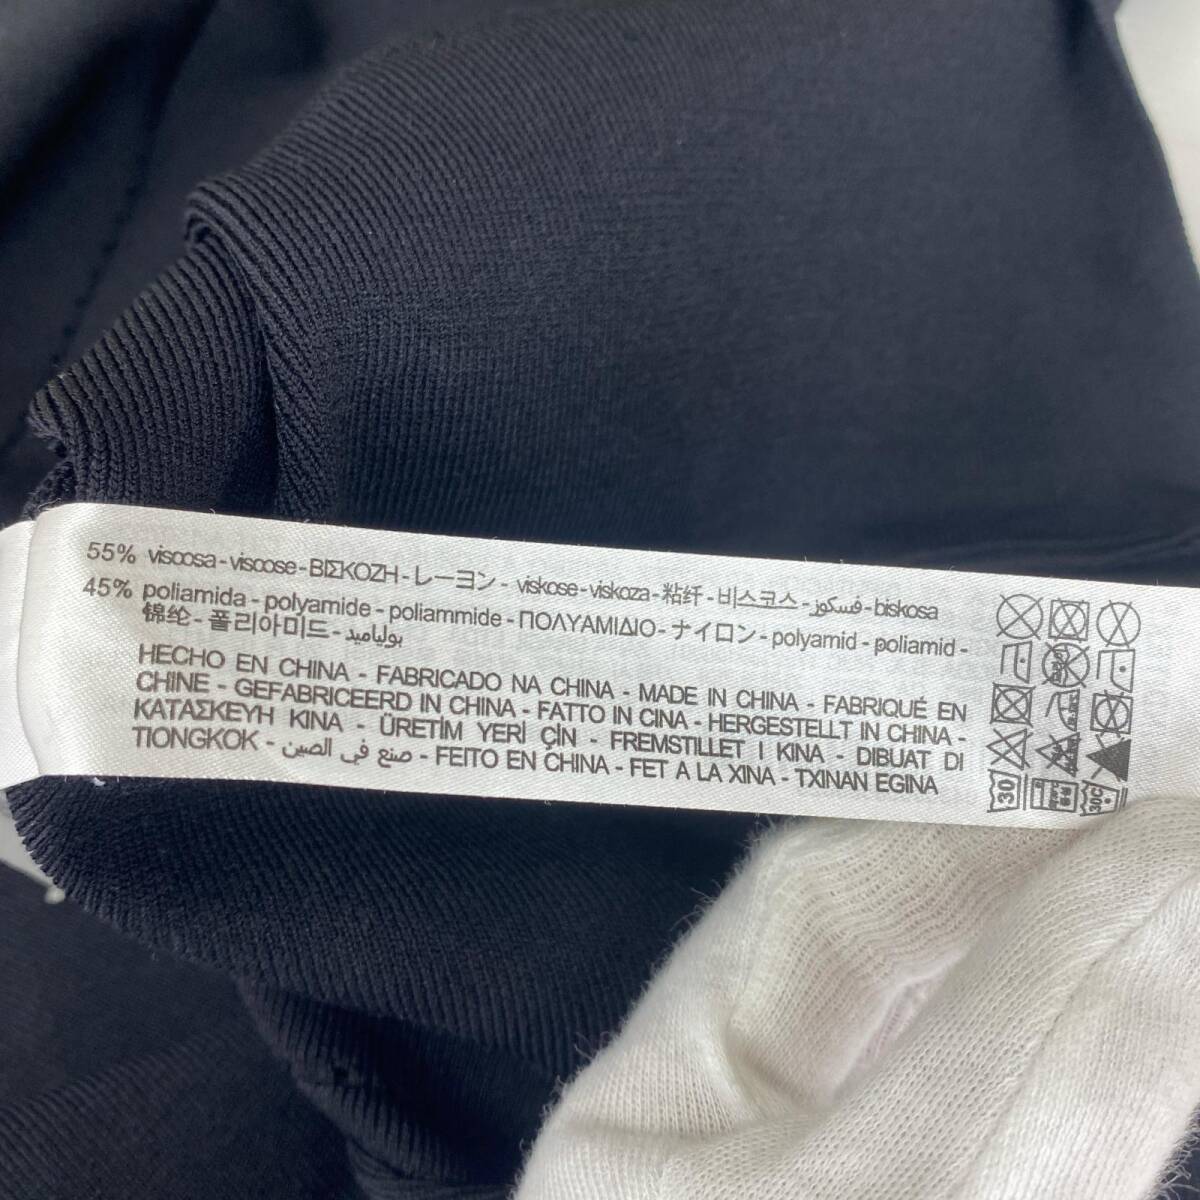 55% viscosa - viscose - ΒΙΣΚΟΖΗ - レーヨン - viskose - viskoza - 粘纤 - 비스코스 - فسكوز - biskosa
45% poliamida - polyamide - poliammide - ΠΟΛΥΑΜΙΔΙΟ - ナイロン - polyamid - poliamid -
锦纶 - 폴리아미드 - بولياميد
HECHO EN CHINA - FABRICADO NA CHINA - MADE IN CHINA - FABRIQUÉ EN
CHINE - GEFABRICEERD IN CHINA - FATTO IN CINA - HERGESTELLT IN CHINA -
ΚΑΤΑΣΚΕΥΗ ΚΙΝΑ - ÜRETİM YERİ ÇİN - FREMSTILLET I KINA - DIBUAT DI
TIONGKOK - صنع في الصين - FEITO EN CHINA - FET A LA XINA - TXINAN EGINA
30
30C